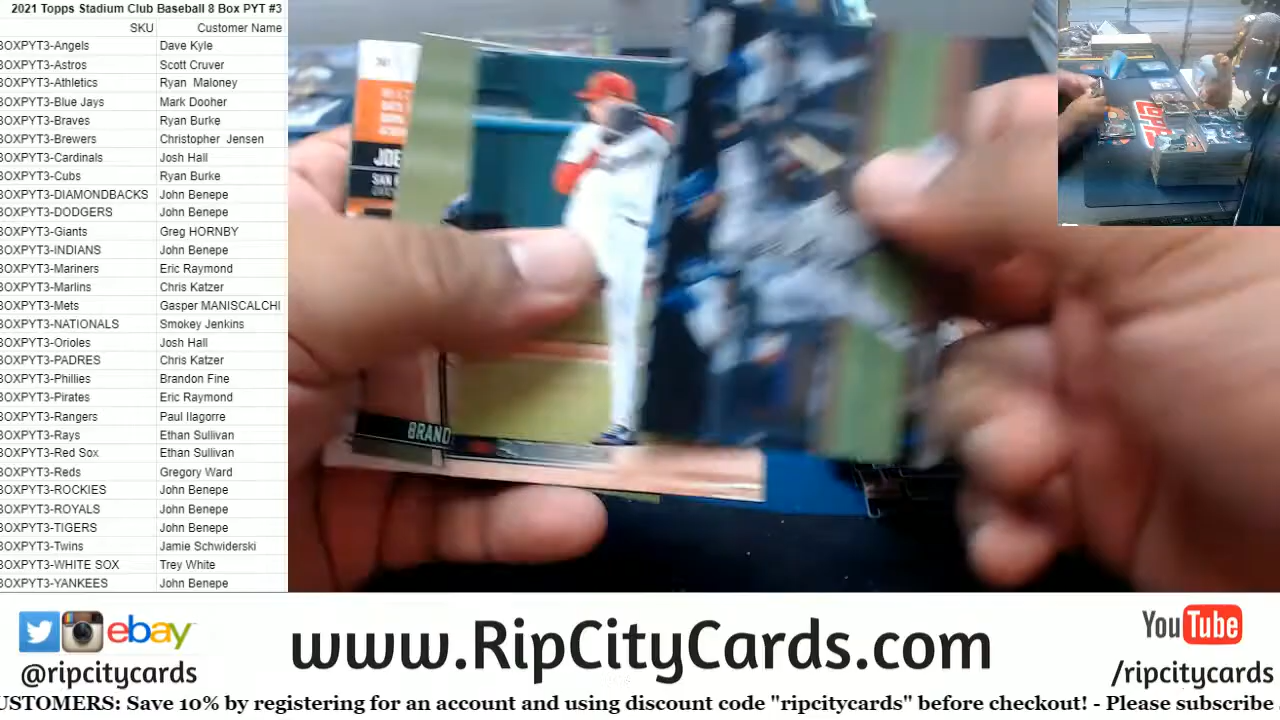 2021 Topps Stadium Club Baseball 8 Box PYT #3
SKU Customer Name
BOXPYT3-Angels Dave Kyle
BOXPYT3-Astros Scott Cruver
BOXPYT3-Athletics Ryan Maloney
BOXPYT3-Blue Jays Mark Dooher
BOXPYT3-Braves Ryan Burke
BOXPYT3-Brewers Christopher Jensen
BOXPYT3-Cardinals Josh Hall
BOXPYT3-Cubs Ryan Burke
BOXPYT3-DIAMONDBACKS John Benepe
BOXPYT3-DODGERS John Benepe
BOXPYT3-Giants Greg HORNBY
BOXPYT3-INDIANS John Benepe
BOXPYT3-Mariners Eric Raymond
BOXPYT3-Marlins Chris Katzer
BOXPYT3-Mets Gasper MANISCALCHI
BOXPYT3-NATIONALS Smokey Jenkins
BOXPYT3-Orioles Josh Hall
BOXPYT3-PADRES Chris Katzer
BOXPYT3-Phillies Brandon Fine
BOXPYT3-Pirates Eric Raymond
BOXPYT3-Rangers Paul Ilagorre
BOXPYT3-Rays Ethan Sullivan
BOXPYT3-Red Sox Ethan Sullivan
BOXPYT3-Reds Gregory Ward
BOXPYT3-ROCKIES John Benepe
BOXPYT3-ROYALS John Benepe
BOXPYT3-TIGERS John Benepe
BOXPYT3-Twins Jamie Schwiderski
BOXPYT3-WHITE SOX Trey White
BOXPYT3-YANKEES John Benepe
JOE
SAN
BRAND
ebay
@ripcitycards
www.RipCityCards.com
YouTube
/ripcitycards
USTOMERS: Save 10% by registering for an account and using discount code "ripcitycards" before checkout! - Please subscribe